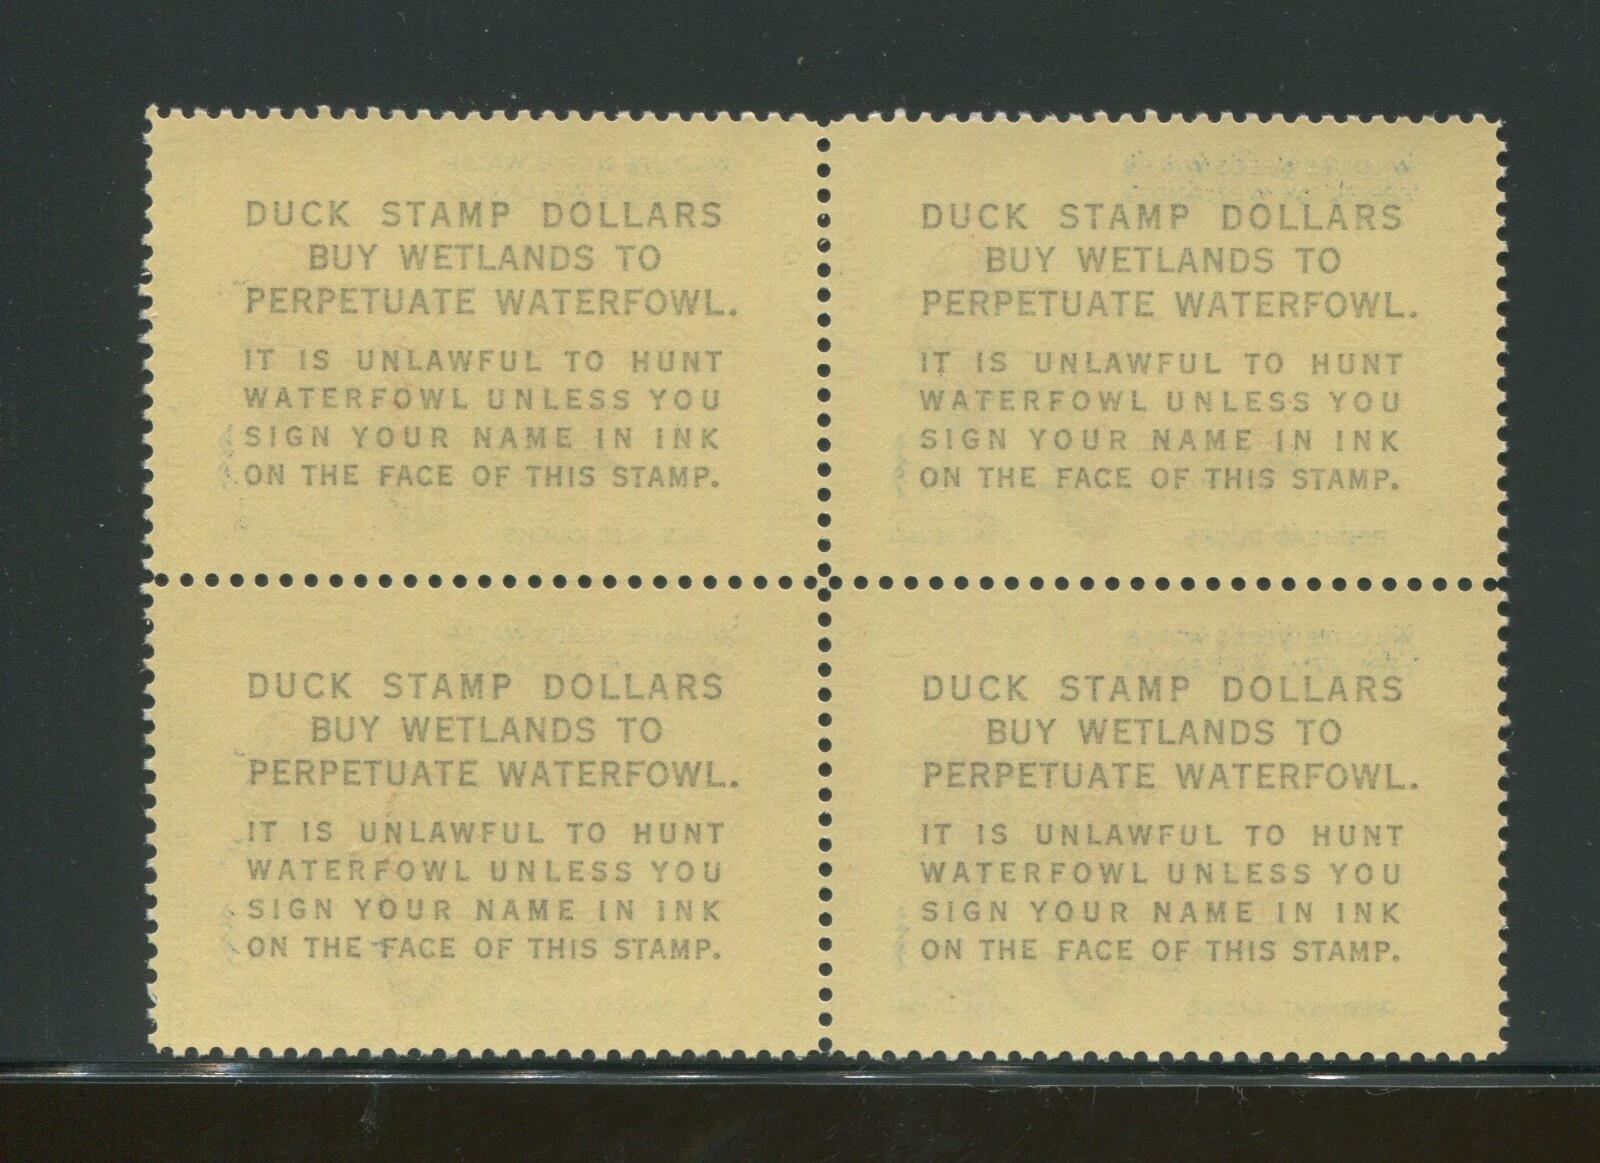 DUCK STAMP DOLLARS
BUY WETLANDS TO
PERPETUATE WATERFOWL.
IT IS UNLAWFUL TO HUNT
WATERFOWL UNLESS YOU
SIGN YOUR NAME IN INK
ON THE FACE OF THIS STAMP.
DUCK STAMP DOLLARS
BUY WETLANDS TO
PERPETUATE WATERFOWL.
IT IS UNLAWFUL TO HUNT
WATERFOWL UNLESS YOU
SIGN YOUR NAME IN INK
ON THE FACE OF THIS STAMP.
DUCK STAMP DOLLARS
BUY WETLANDS TO
PERPETUATE WATERFOWL.
IT IS UNLAWFUL TO HUNT
WATERFOWL UNLESS YOU
SIGN YOUR NAME IN INK
ON THE FACE OF THIS STAMP.
DUCK STAMP DOLLARS
BUY WETLANDS TO
PERPETUATE WATERFOWL.
IT IS UNLAWFUL TO HUNT
WATERFOWL UNLESS YOU
SIGN YOUR NAME IN INK
ON THE FACE OF THIS STAMP.